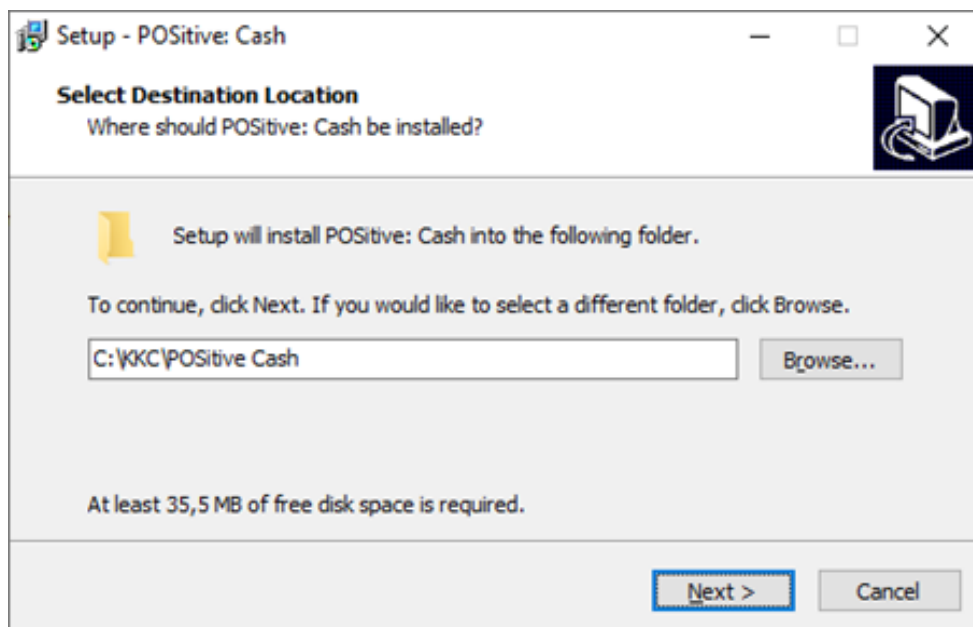 Setup - POSitive: Cash
Select Destination Location
Where should POSitive: Cash be installed?
Setup will install POSitive: Cash into the following folder.
To continue, click Next. If you would like to select a different folder, click Browse.
C:\KKC\POSitive Cash
Browse...
At least 35,5 MB of free disk space is required.
Next >
Cancel